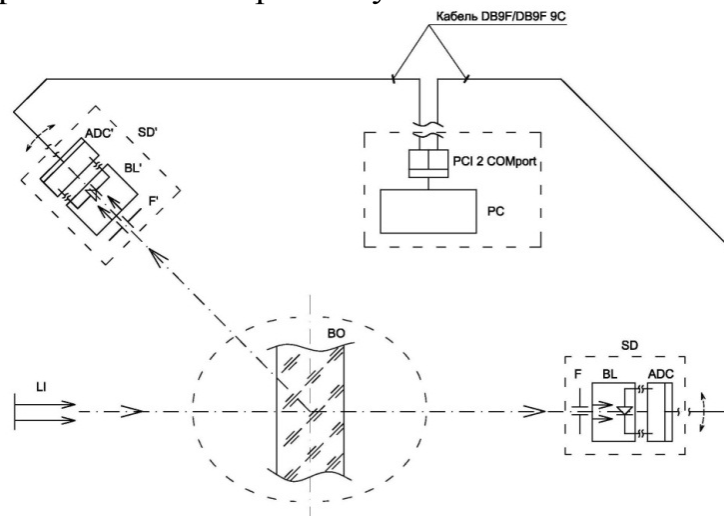 Кабель DB9F/DB9F 9C
ADC'
SD'
BL'
F'
PCI 2 COMport
PC
BO
LI
SD
F
BL
ADC